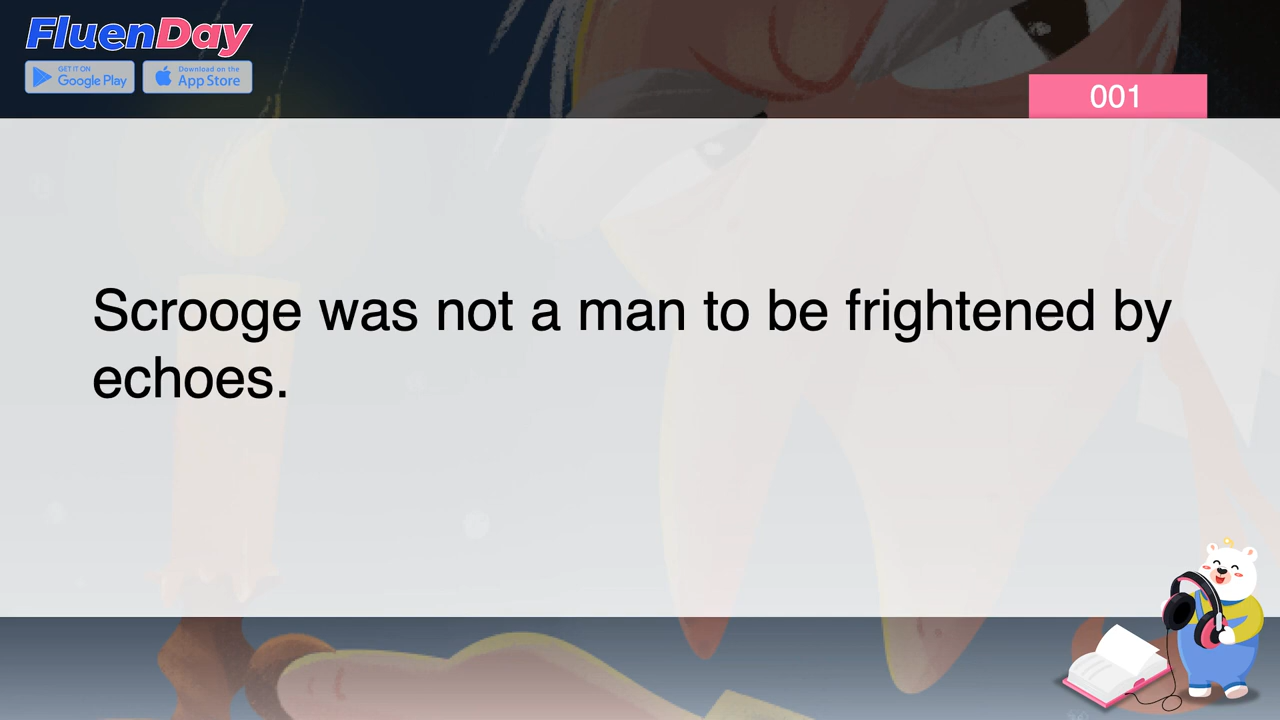 FluenDay
GET IT ON
Google Play
Download on the
App Store
001
Scrooge was not a man to be frightened by
echoes.